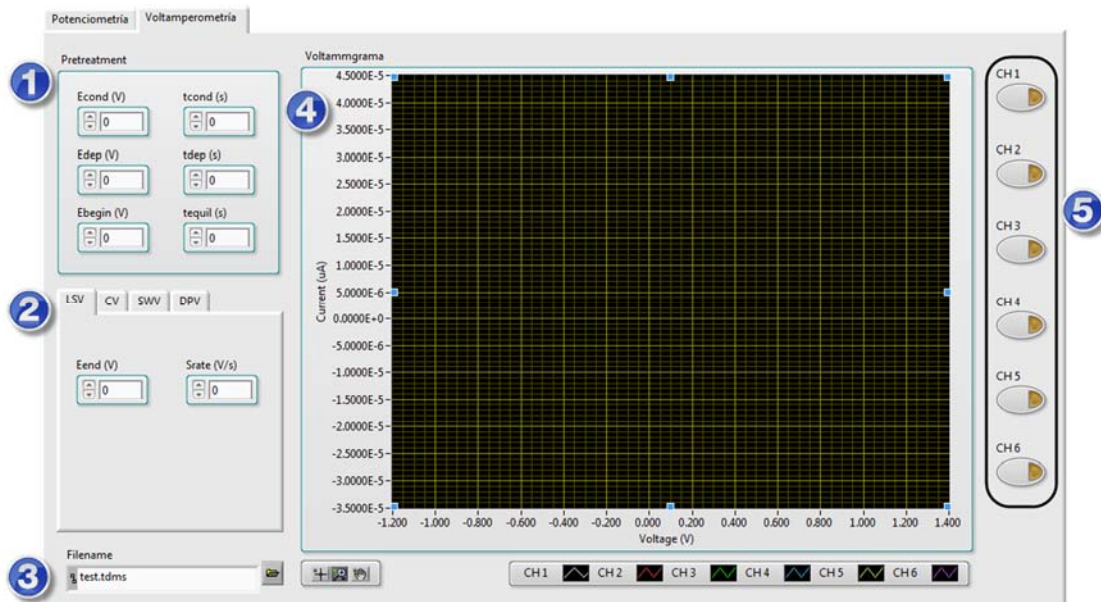 Potenciometría
Voltamperometría
1
Pretreatment
Econd (V)
tcond (s)
0
0
Edep (V)
tdep (s)
0
0
Ebegin (V)
tequil (s)
0
0
2
LSV
CV
SWV
DPV
Eend (V)
Srate (V/s)
0
0
3
Filename
test.tdms
Voltammgrama
4
Current (uA)
4.5000E-5
4.0000E-5
3.5000E-5
3.0000E-5
2.5000E-5
2.0000E-5
1.5000E-5
1.0000E-5
5.0000E-6
0.0000E+0
-5.0000E-6
-1.0000E-5
-1.5000E-5
-2.0000E-5
-2.5000E-5
-3.0000E-5
-3.5000E-5
-1.200 -1.000 -0.800 -0.600 -0.400 -0.200 0.000 0.200 0.400 0.600 0.800 1.000 1.200 1.400
Voltage (V)
CH 1 CH 2 CH 3 CH 4 CH 5 CH 6
5
CH 1
CH 2
CH 3
CH 4
CH 5
CH 6